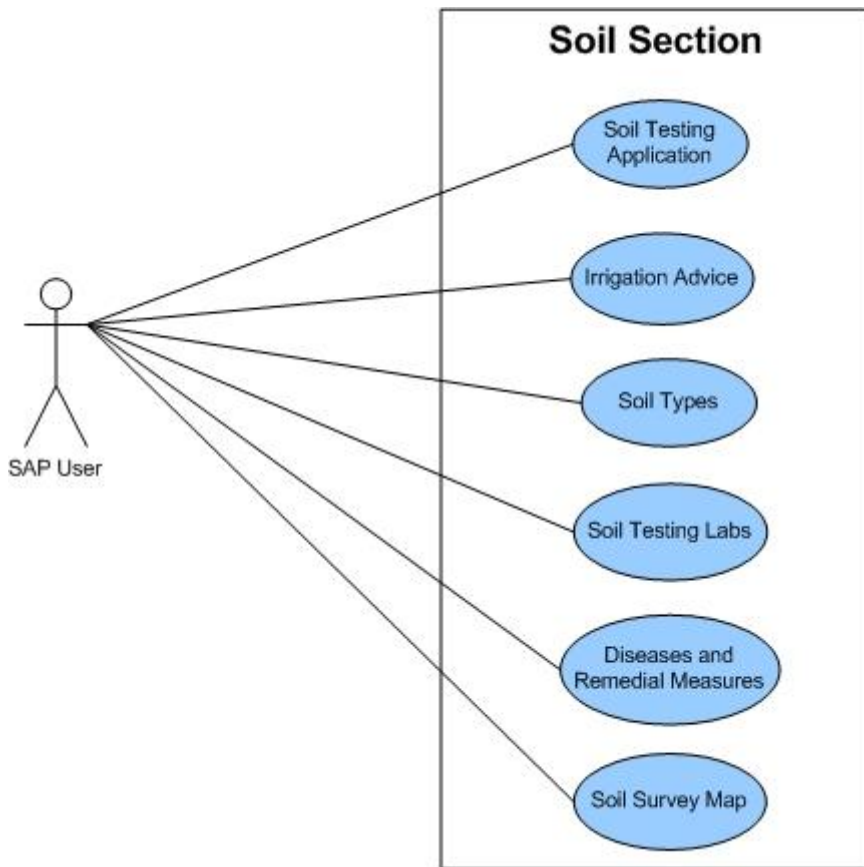 Soil Section
Soil Testing
Application
Irrigation Advice
Soil Types
SAP User
Soil Testing Labs
Diseases and
Remedial Measures
Soil Survey Map